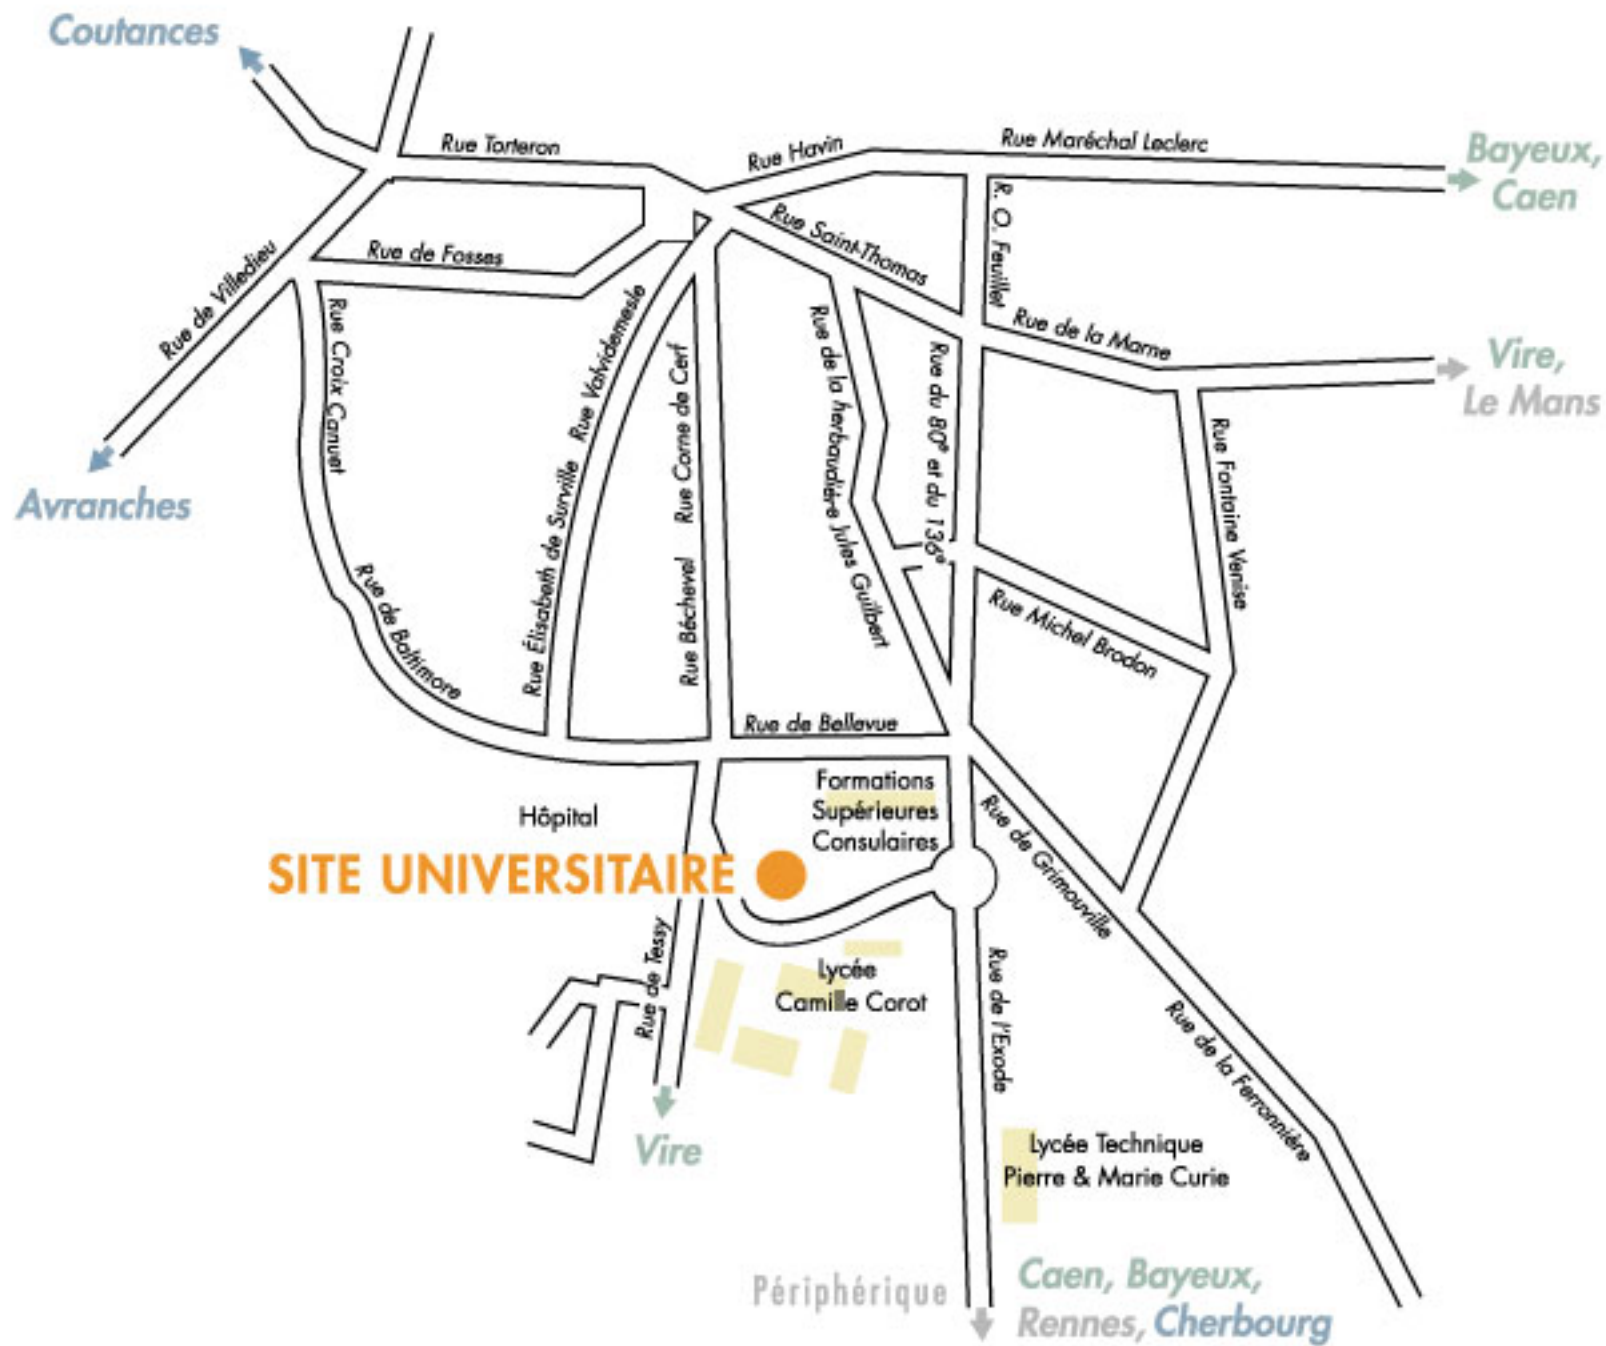 Coutances
Rue Torteron
Rue Havin
Rue Maréchal Leclerc
Bayeux,
Caen
R. O. Feuillet
Rue Saint-Thomas
Rue de Fosses
Rue de Villedieu
Rue de la Marne
Vire,
Le Mans
Rue Croix Canuet
Rue Valvidemesle
Rue Corne de Cerf
Rue de la herbaudière Jules Guilbert
Rue du 80e et du 136e
Rue Fontaine Venise
Avranches
Rue Élisabeth de Surville
Rue Béchevel
Rue de Baltimore
Rue Michel Brodon
Rue de Bellevue
Formations
Supérieures
Consulaires
Hôpital
SITE UNIVERSITAIRE
Rue de Grimouville
Rue de Tessy
Lycée
Camille Corot
Rue de l'Exode
Rue de la Ferronnière
Vire
Lycée Technique
Pierre & Marie Curie
Périphérique
Caen, Bayeux,
Rennes, Cherbourg